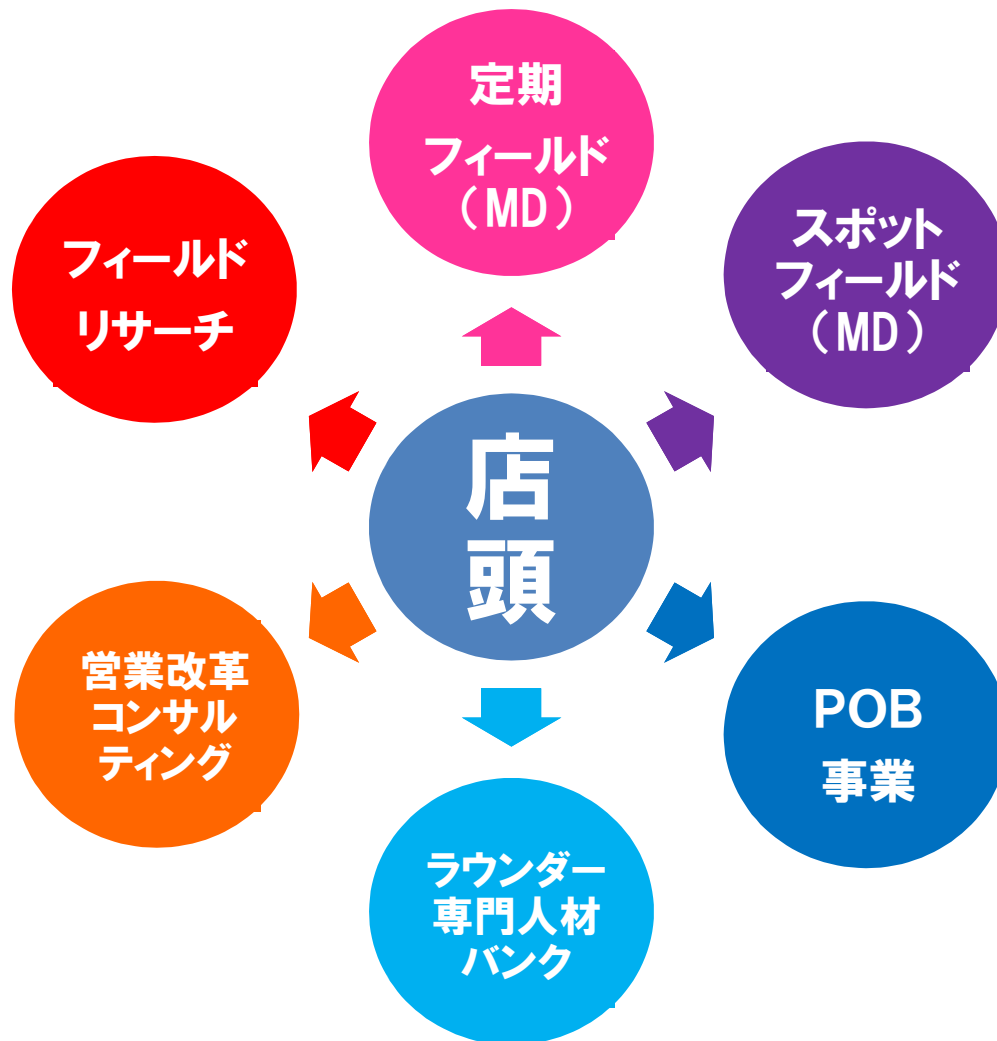 定期
フィールド
(MD)
スポット
フィールド
(MD)
フィールド
リサーチ
店
頭
営業改革
コンサル
ティング
POB
事業
ラウンダー
専門人材
バンク